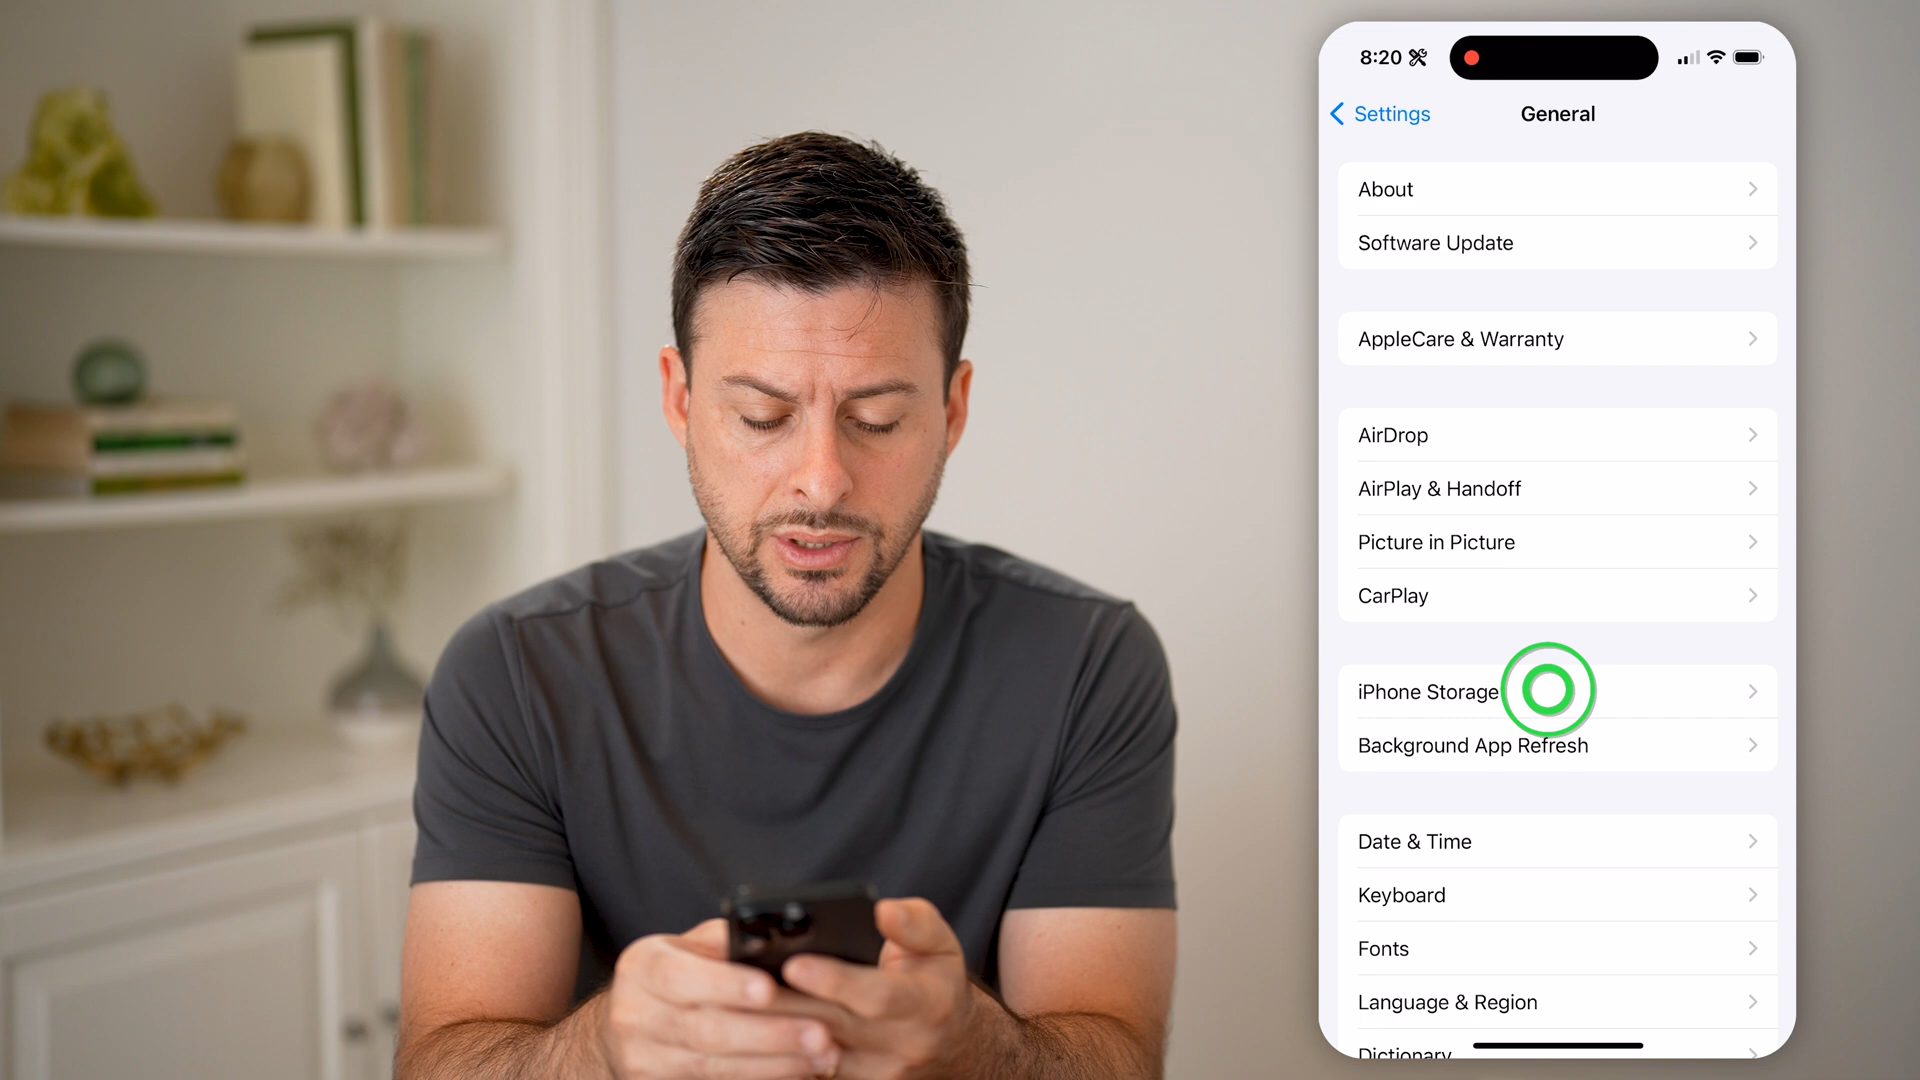 8:20
Settings
General
About
Software Update
AppleCare & Warranty
AirDrop
AirPlay & Handoff
Picture in Picture
CarPlay
iPhone Storage
Background App Refresh
Date & Time
Keyboard
Fonts
Language & Region
Dictionary